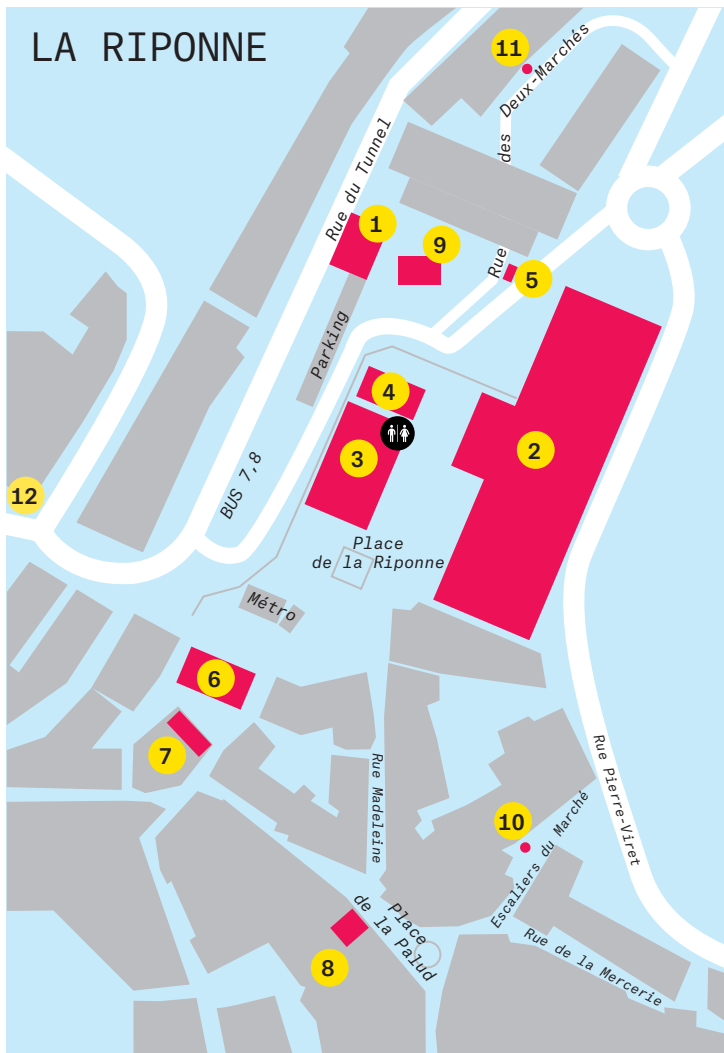 LA RIPONNE
11
Rue des Deux-Marchés
Rue du Tunnel
1
9
5
Parking
4
3
2
12
BUS 7,8
Place
de la Riponne
Métro
6
7
Rue Madeleine
Rue Pierre-Viret
10
Escaliers du Marché
Place
de la Palud
8
Rue de la Mercerie